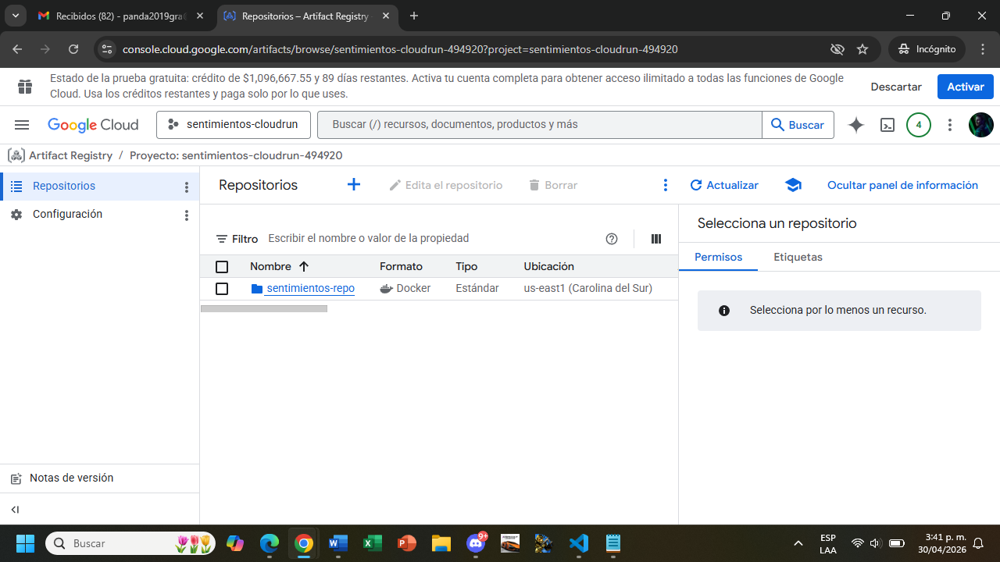 Recibidos (82) - panda2019gra
Repositorios – Artifact Registry
console.cloud.google.com/artifacts/browse/sentimientos-cloudrun-494920?project=sentimientos-cloudrun-494920
Incógnito
Estado de la prueba gratuita: crédito de $1,096,667.55 y 89 días restantes. Activa tu cuenta completa para obtener acceso ilimitado a todas las funciones de Google
Cloud. Usa los créditos restantes y paga solo por lo que uses.
Descartar
Activar
Google Cloud
sentimientos-cloudrun
Buscar (/) recursos, documentos, productos y más
Buscar
4
Artifact Registry / Proyecto: sentimientos-cloudrun-494920
Repositorios
Configuración
Notas de versión
Repositorios
Edita el repositorio
Borrar
Actualizar
Ocultar panel de información
Filtro Escribir el nombre o valor de la propiedad
Nombre Formato Tipo Ubicación
sentimientos-repo Docker Estándar us-east1 (Carolina del Sur)
Selecciona un repositorio
Permisos Etiquetas
Selecciona por lo menos un recurso.
Buscar
9+
ESP
LAA
3:41 p. m.
30/04/2026